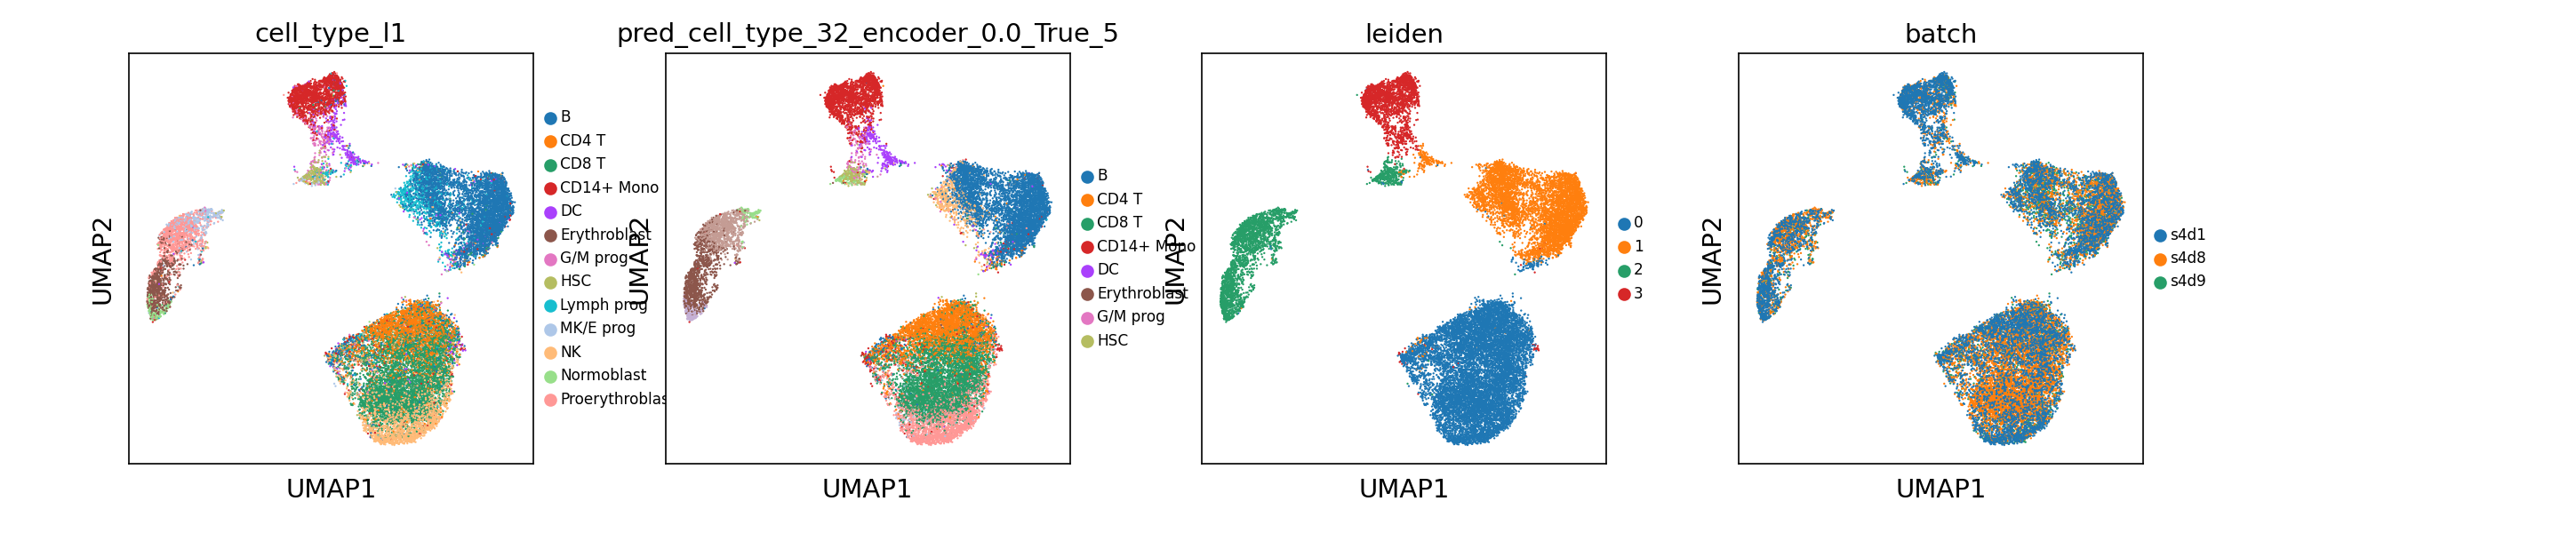 cell_type_l1
UMAP2
UMAP1
B
CD4 T
CD8 T
CD14+ Mono
DC
Erythroblast
G/M prog
HSC
Lymph prog
MK/E prog
NK
Normoblast
Proerythroblas
pred_cell_type_32_encoder_0.0_True_5
UMAP2
UMAP1
B
CD4 T
CD8 T
CD14+ Mono
DC
Erythroblast
G/M prog
HSC
leiden
UMAP2
UMAP1
0
1
2
3
batch
UMAP2
UMAP1
s4d1
s4d8
s4d9